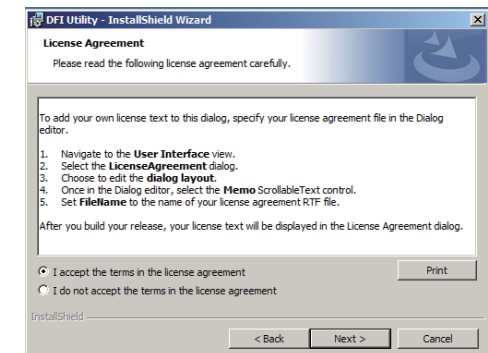 DFI Utility - InstallShield Wizard
License Agreement
Please read the following license agreement carefully.
To add your own license text to this dialog, specify your license agreement file in the Dialog
editor.
1. Navigate to the User Interface view.
2. Select the LicenseAgreement dialog.
3. Choose to edit the dialog layout.
4. Once in the Dialog editor, select the Memo ScrollableText control.
5. Set FileName to the name of your license agreement RTF file.
After you build your release, your license text will be displayed in the License Agreement dialog.
I accept the terms in the license agreement
Print
I do not accept the terms in the license agreement
InstallShield
< Back Next > Cancel